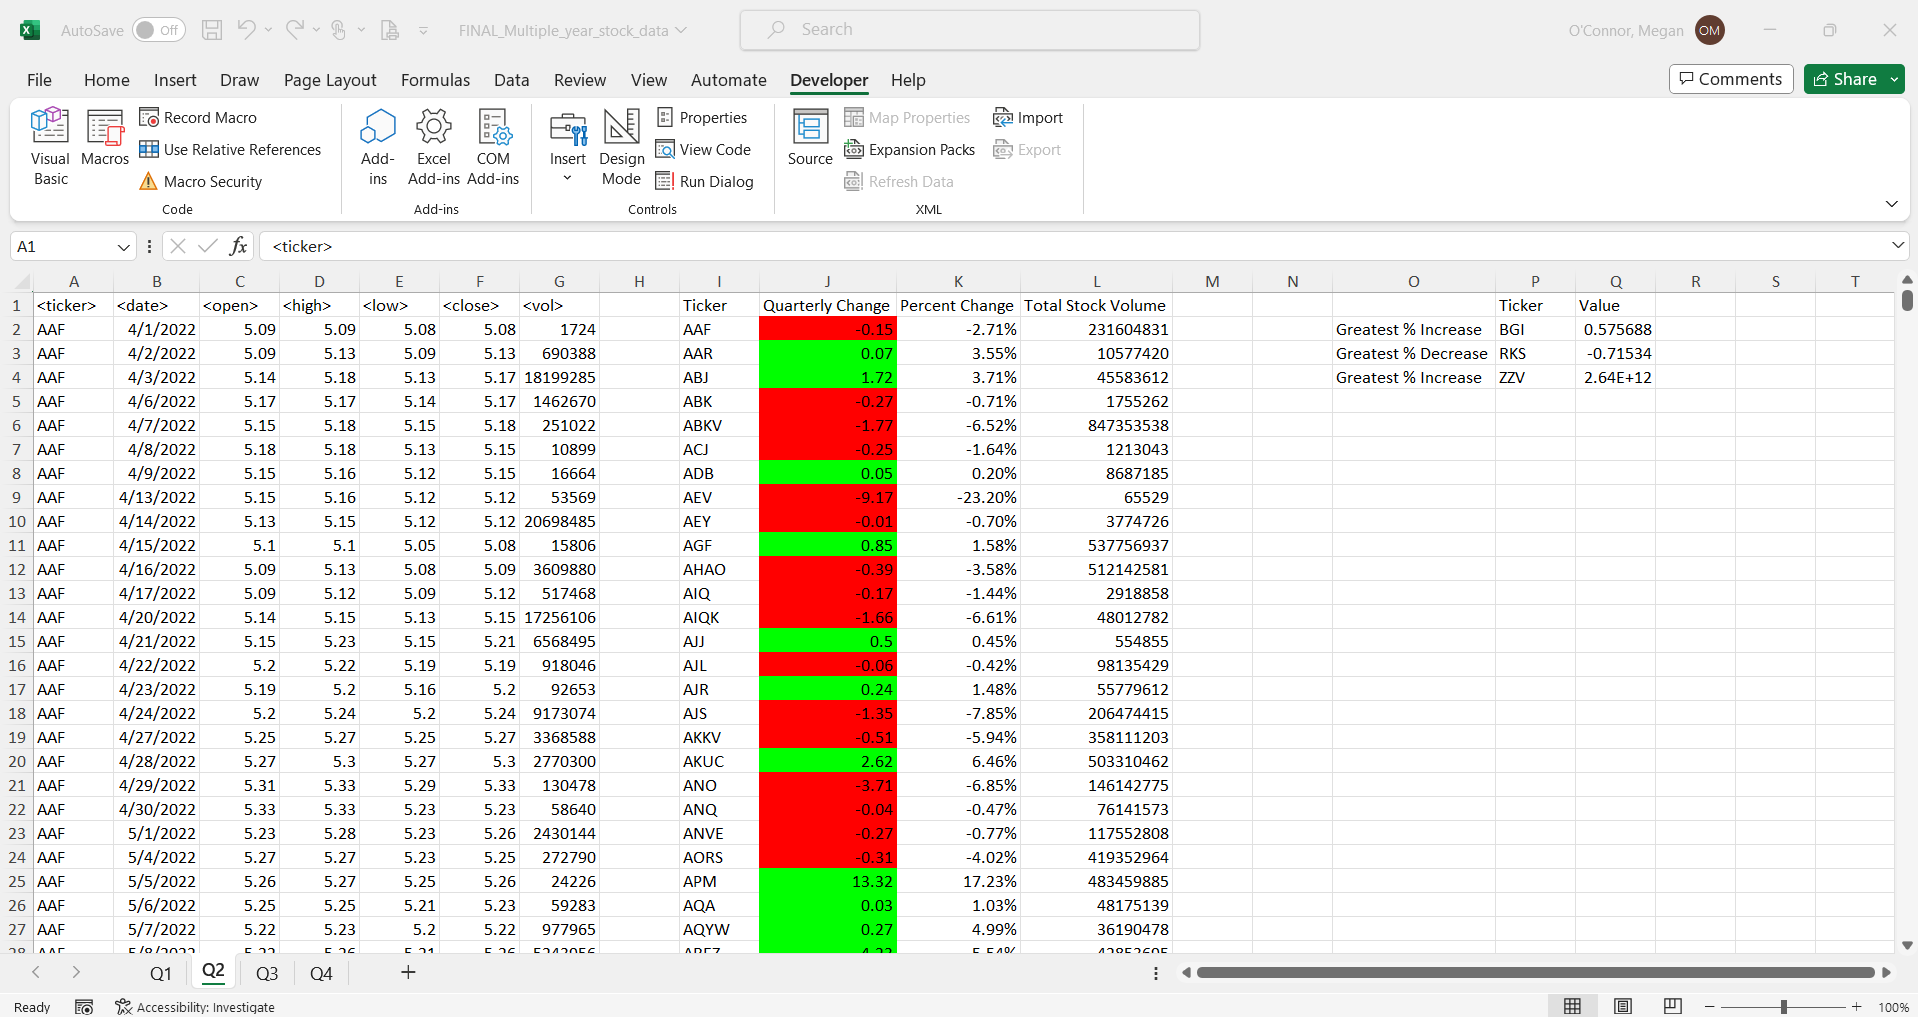 AutoSave Off FINAL_Multiple_year_stock_data Search O'Connor, Megan OM
File Home Insert Draw Page Layout Formulas Data Review View Automate Developer Help Comments Share
Visual Basic
Macros
Record Macro
Use Relative References
Macro Security
Code
Add-ins
Excel Add-ins
COM Add-ins
Add-ins
Insert
Design Mode
Properties
View Code
Run Dialog
Controls
Source
Map Properties
Expansion Packs
Refresh Data
Import
Export
XML
A1 fx <ticker>
A B C D E F G H I J K L M N O P Q R S T
1 <ticker> <date> <open> <high> <low> <close> <vol> Ticker Quarterly Change Percent Change Total Stock Volume Ticker Value
2 AAF 4/1/2022 5.09 5.09 5.08 5.08 1724 AAF -0.15 -2.71% 231604831 Greatest % Increase BGI 0.575688
3 AAF 4/2/2022 5.09 5.13 5.09 5.13 690388 AAR 0.07 3.55% 10577420 Greatest % Decrease RKS -0.71534
4 AAF 4/3/2022 5.14 5.18 5.13 5.17 18199285 ABJ 1.72 3.71% 45583612 Greatest % Increase ZZV 2.64E+12
5 AAF 4/6/2022 5.17 5.17 5.14 5.17 1462670 ABK -0.27 -0.71% 1755262
6 AAF 4/7/2022 5.15 5.18 5.15 5.18 251022 ABKV -1.77 -6.52% 847353538
7 AAF 4/8/2022 5.18 5.18 5.13 5.15 10899 ACJ -0.25 -1.64% 1213043
8 AAF 4/9/2022 5.15 5.16 5.12 5.15 16664 ADB 0.05 0.20% 8687185
9 AAF 4/13/2022 5.15 5.16 5.12 5.12 53569 AEV -9.17 -23.20% 65529
10 AAF 4/14/2022 5.13 5.15 5.12 5.12 20698485 AEY -0.01 -0.70% 3774726
11 AAF 4/15/2022 5.1 5.1 5.05 5.08 15806 AGF 0.85 1.58% 537756937
12 AAF 4/16/2022 5.09 5.13 5.08 5.09 3609880 AHAO -0.39 -3.58% 512142581
13 AAF 4/17/2022 5.09 5.12 5.09 5.12 517468 AIQ -0.17 -1.44% 2918858
14 AAF 4/20/2022 5.14 5.15 5.13 5.15 17256106 AIQK -1.66 -6.61% 48012782
15 AAF 4/21/2022 5.15 5.23 5.15 5.21 6568495 AJJ 0.5 0.45% 554855
16 AAF 4/22/2022 5.2 5.22 5.19 5.19 918046 AJL -0.06 -0.42% 98135429
17 AAF 4/23/2022 5.19 5.2 5.16 5.2 92653 AJR 0.24 1.48% 55779612
18 AAF 4/24/2022 5.2 5.24 5.2 5.24 9173074 AJS -1.35 -7.85% 206474415
19 AAF 4/27/2022 5.25 5.27 5.25 5.27 3368588 AKKV -0.51 -5.94% 358111203
20 AAF 4/28/2022 5.27 5.3 5.27 5.3 2770300 AKUC 2.62 6.46% 503310462
21 AAF 4/29/2022 5.31 5.33 5.29 5.33 130478 ANO -3.71 -6.85% 146142775
22 AAF 4/30/2022 5.33 5.33 5.23 5.23 58640 ANQ -0.04 -0.47% 76141573
23 AAF 5/1/2022 5.23 5.28 5.23 5.26 2430144 ANVE -0.27 -0.77% 117552808
24 AAF 5/4/2022 5.27 5.27 5.23 5.25 272790 AORS -0.31 -4.02% 419352964
25 AAF 5/5/2022 5.26 5.27 5.25 5.26 24226 APM 13.32 17.23% 483459885
26 AAF 5/6/2022 5.25 5.25 5.21 5.23 59283 AQA 0.03 1.03% 48175139
27 AAF 5/7/2022 5.22 5.23 5.2 5.22 977965 AQYW 0.27 4.99% 36190478
28 AAF 5/8/2022
Q1 Q2 Q3 Q4
Ready Accessibility: Investigate 100%